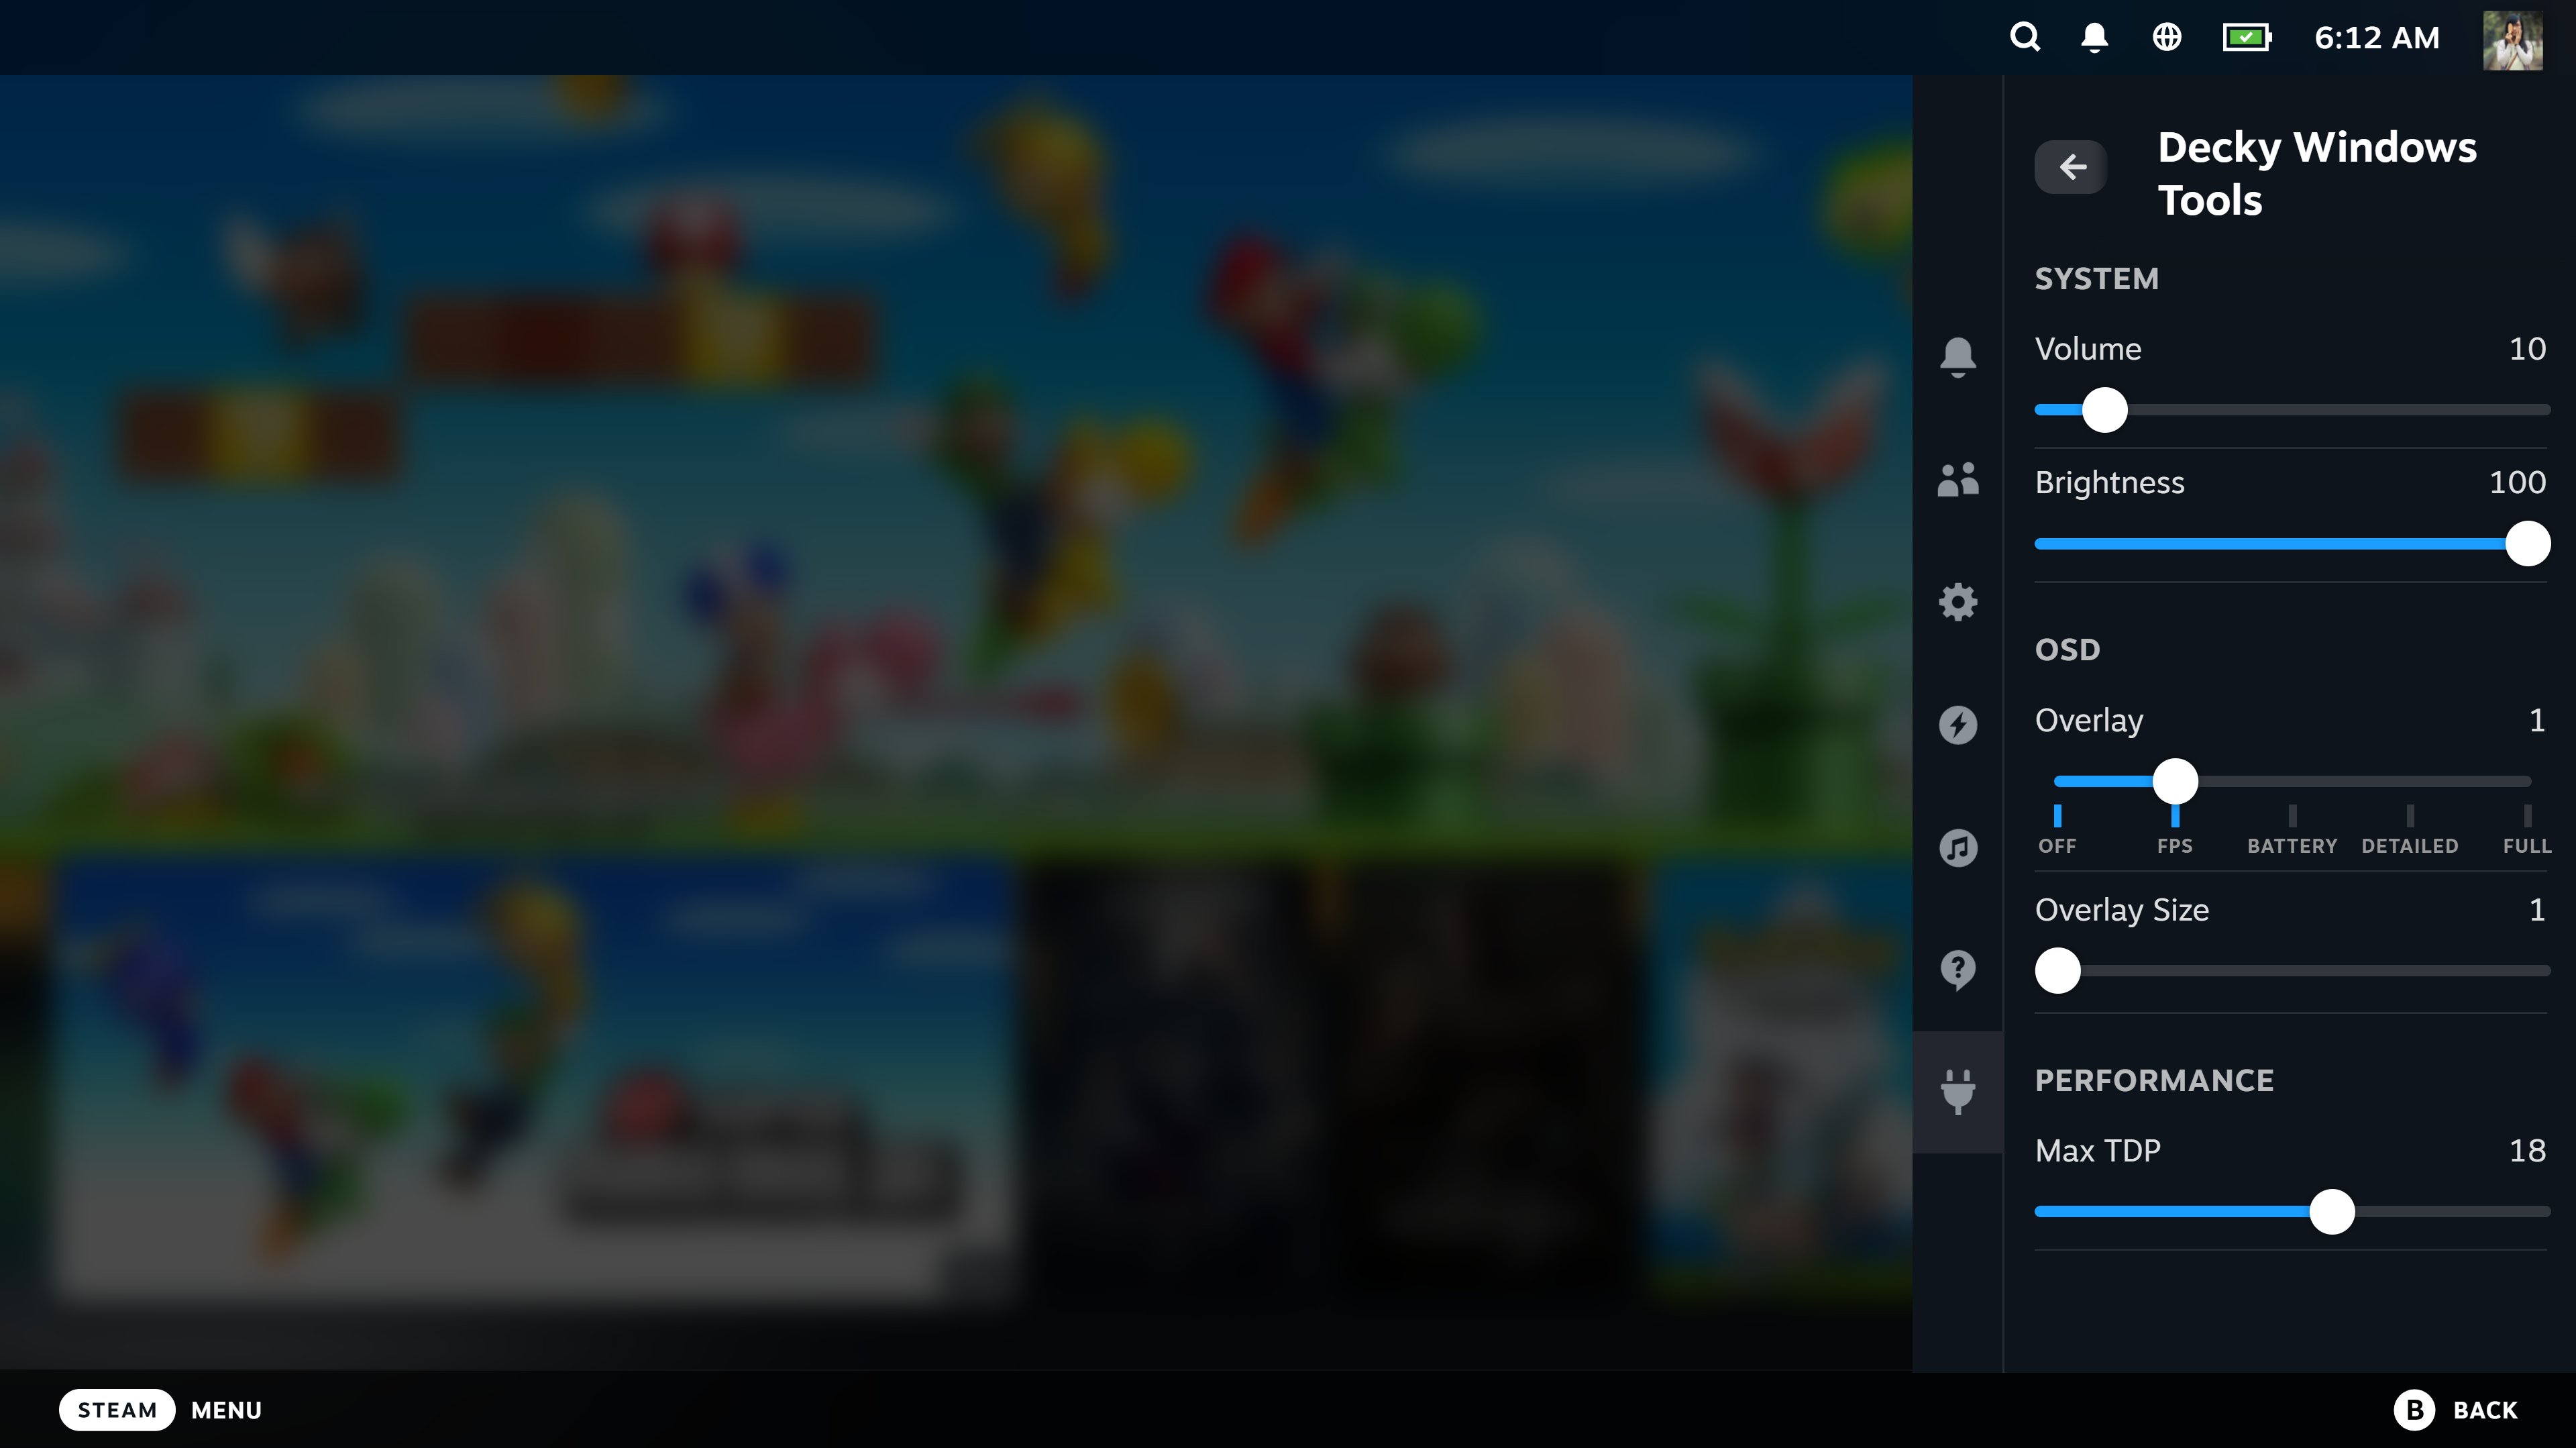 6:12 AM
Decky Windows
Tools
SYSTEM
Volume 10
Brightness 100
OSD
Overlay 1
OFF FPS BATTERY DETAILED FULL
Overlay Size 1
PERFORMANCE
Max TDP 18
STEAM MENU
B BACK